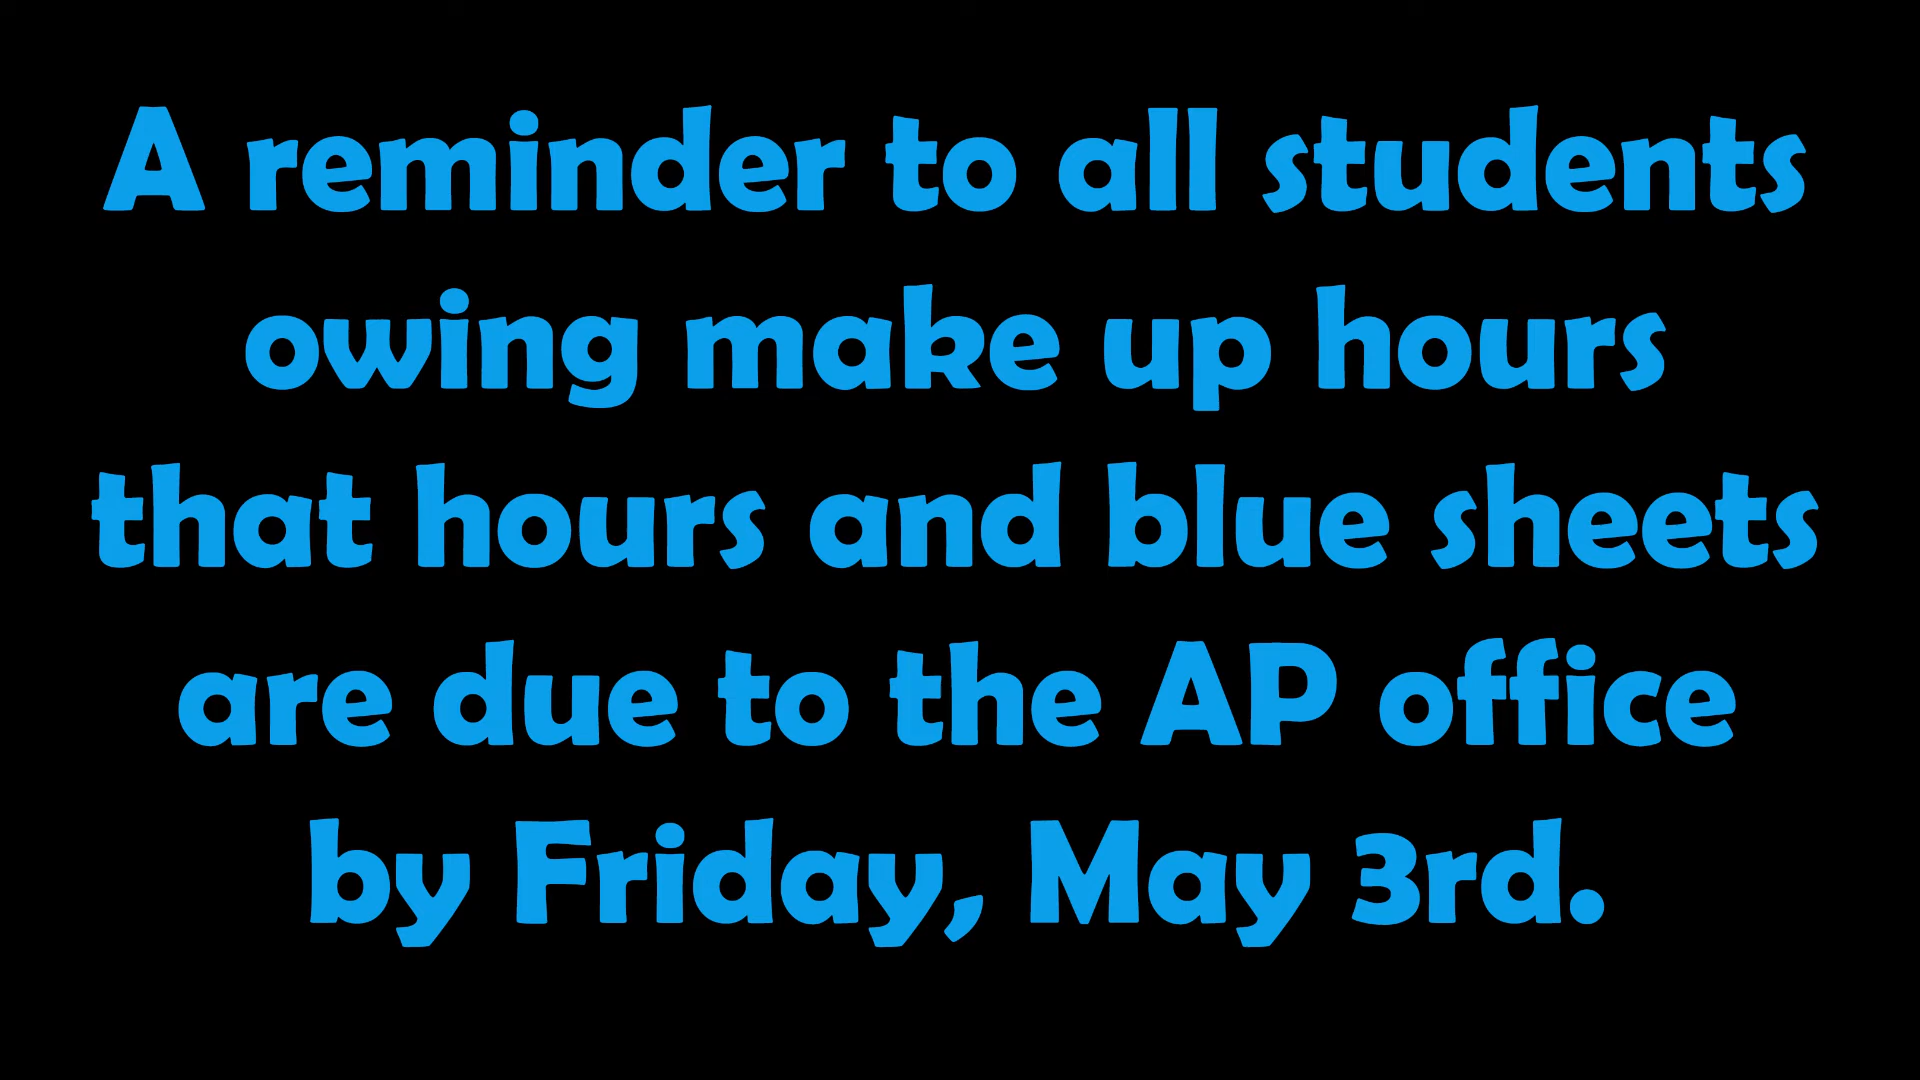 A reminder to all students
owing make up hours
that hours and blue sheets
are due to the AP office
by Friday, May 3rd.